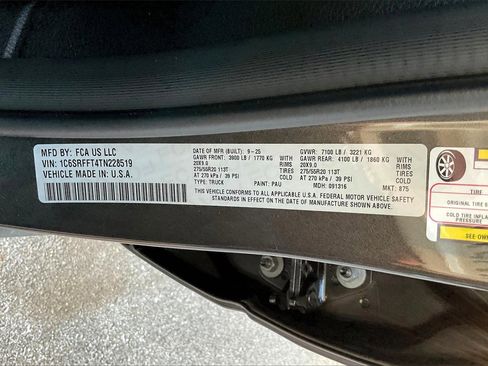 MFD BY: FCA US LLC
VIN: 1C6SRFFT4TN228519
VEHICLE MADE IN: U.S.A.
DATE OF MFR (BUILT): 9-25 GVWR: 7100 LB / 3221 KG
GAWR FRONT: 3900 LB / 1770 KG WITH RIMS GAWR REAR: 4100 LB / 1860 KG WITH RIMS
20X9.0 20X9.0
275/55R20 113T TIRES 275/55R20 113T TIRES
AT 270 kPa / 39 PSI COLD AT 270 kPa / 39 PSI COLD
TYPE: TRUCK PAINT: PAU MDH: 091316 MKT: 875
THIS VEHICLE CONFORMS TO ALL APPLICABLE U.S.A. FEDERAL MOTOR VEHICLE SAFETY
STANDARDS IN EFFECT ON THE DATE OF MANUFACTURE SHOWN ABOVE.
TIRE
ORIGINAL TIRE S
COLD TIRE INFLA
PRESSURE
SEE OWN